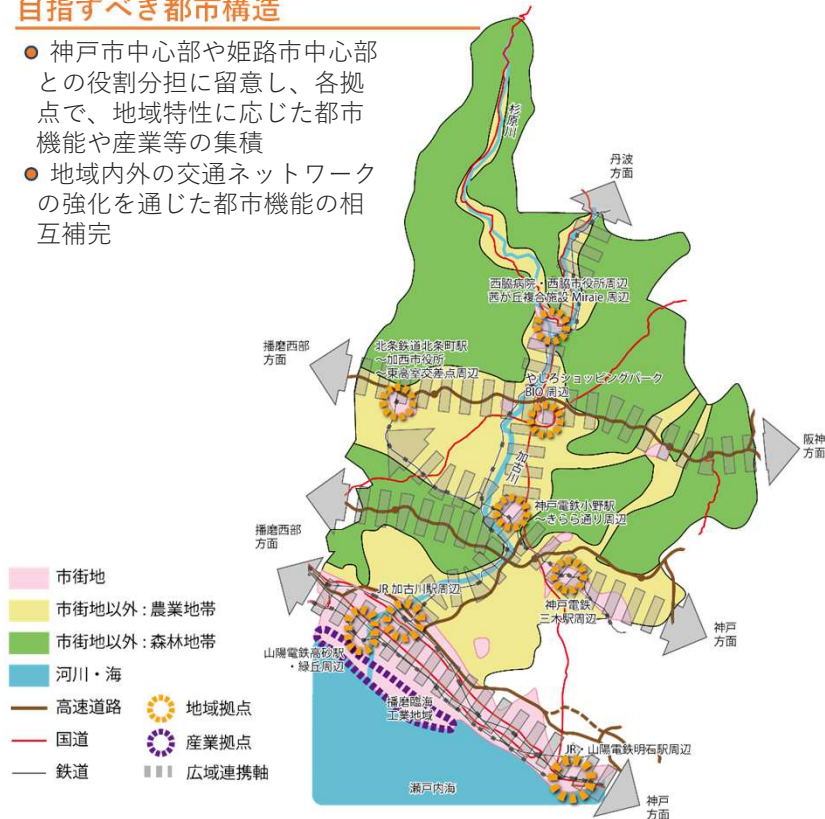 目指すべき都市構造
神戸市中心部や姫路市中心部
との役割分担に留意し、各拠
点で、地域特性に応じた都市
機能や産業等の集積
地域内外の交通ネットワーク
の強化を通じた都市機能の相
互補完
杉原川
丹波
方面
西脇病院・西脇市役所周辺
茜が丘複合施設 Miraie 周辺
播磨西部
方面
北条鉄道北条町駅
～加西市役所
～東高室交差点周辺
やしろショッピングパーク
BIO 周辺
阪神
方面
加古川
神戸電鉄小野駅
～きらら通り周辺
播磨西部
方面
JR 加古川駅周辺
神戸電鉄
三木駅周辺
神戸
方面
山陽電鉄高砂駅
・緑丘周辺
播磨臨海
工業地域
JR・山陽電鉄明石駅周辺
瀬戸内海
神戸
方面
市街地
市街地以外：農業地帯
市街地以外：森林地帯
河川・海
高速道路
地域拠点
国道
産業拠点
鉄道
広域連携軸